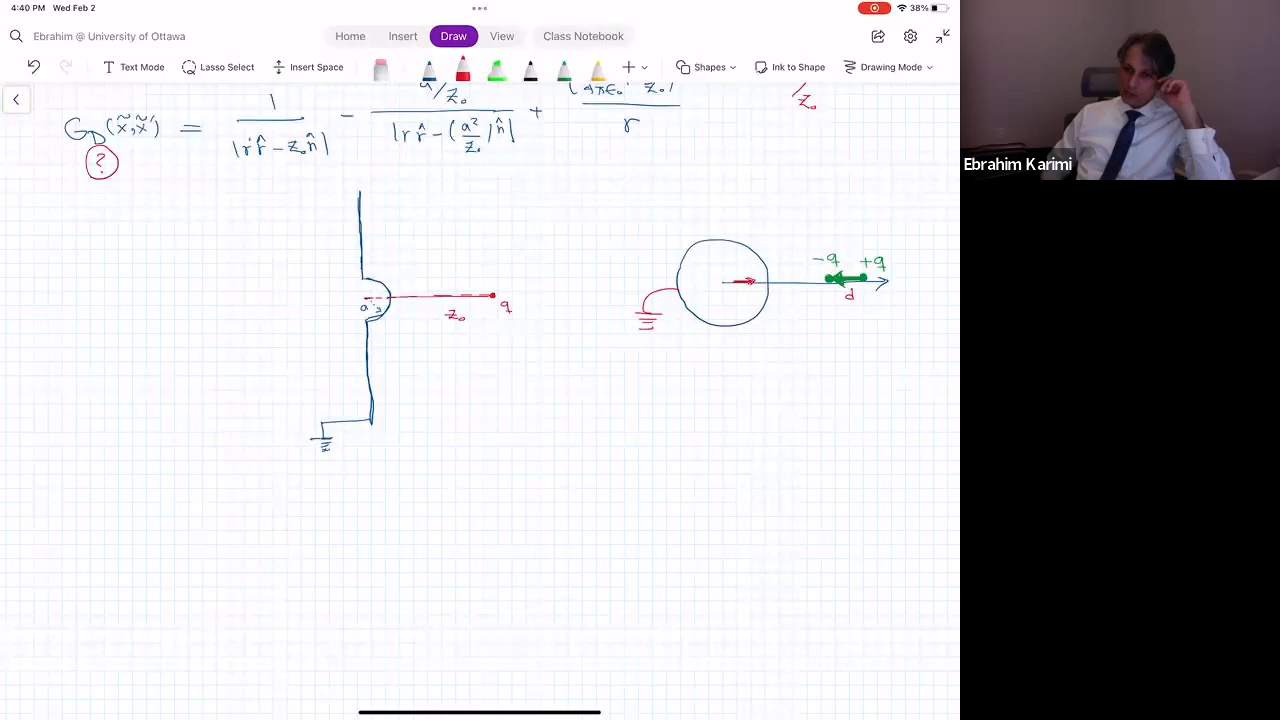 4:40 PM Wed Feb 2
38%
Ebrahim @ University of Ottawa
Home Insert Draw View Class Notebook
Text Mode Lasso Select Insert Space Shapes Ink to Shape Drawing Mode
G_D(x̃, x̃') = 1 / |r r̂ - z₀ n̂| - a/z₀ / |r r̂ - (a²/z₀) n̂| +
r
/z₀
?
-q +q
d
a
z₀ q
Ebrahim Karimi